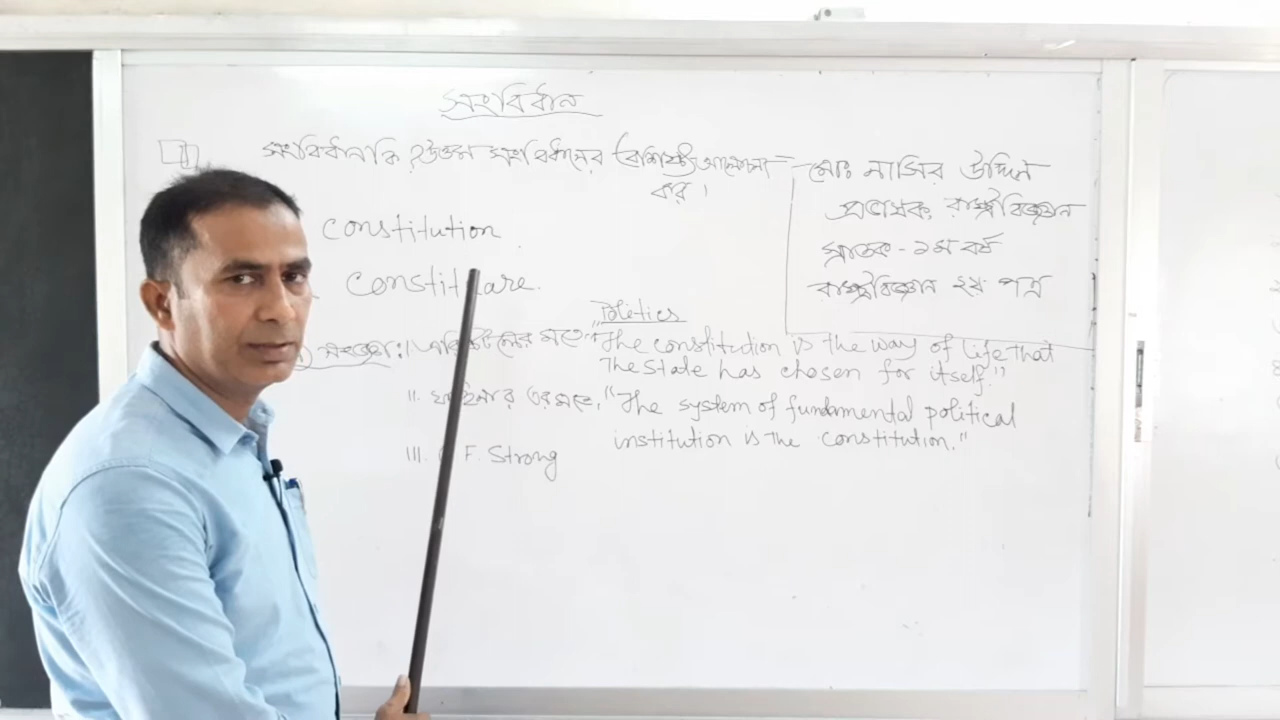 সংবিধান
সংবিধান কি? উত্তম সংবিধানের বৈশিষ্ট্য আলোচনা
কর।
মোঃ নাসির উদ্দিন
প্রভাষক, রাষ্ট্রবিজ্ঞান
স্নাতক - ১ম বর্ষ
রাষ্ট্রবিজ্ঞান ২য় পত্র
constitution
Politics
সংজ্ঞা: এরিস্টটলের মতে, "The constitution is the way of life that
The State has chosen for itself."
II. এর মতে, "The system of fundamental political
institution is the constitution."
III. F. Strong